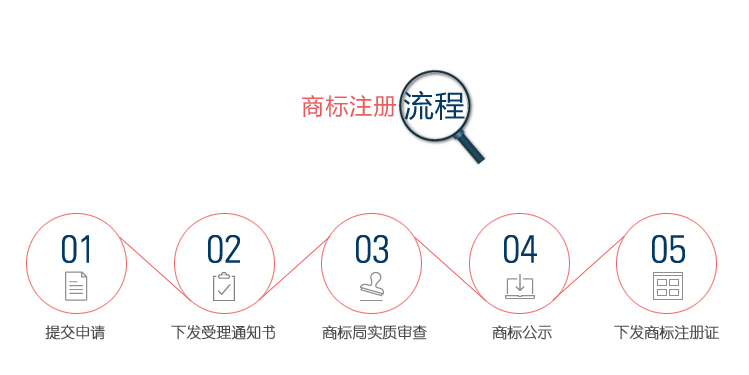 商标注册流程
01
02
03
04
05
提交申请
下发受理通知书
商标局实质审查
商标公示
下发商标注册证